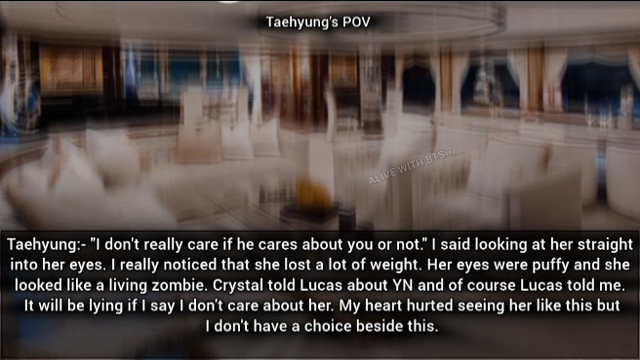 Taehyung's POV
ALIVE WITH BTS 7
Taehyung:- "I don't really care if he cares about you or not." I said looking at her straight
into her eyes. I really noticed that she lost a lot of weight. Her eyes were puffy and she
looked like a living zombie. Crystal told Lucas about YN and of course Lucas told me.
It will be lying if I say I don't care about her. My heart hurted seeing her like this but
I don't have a choice beside this.